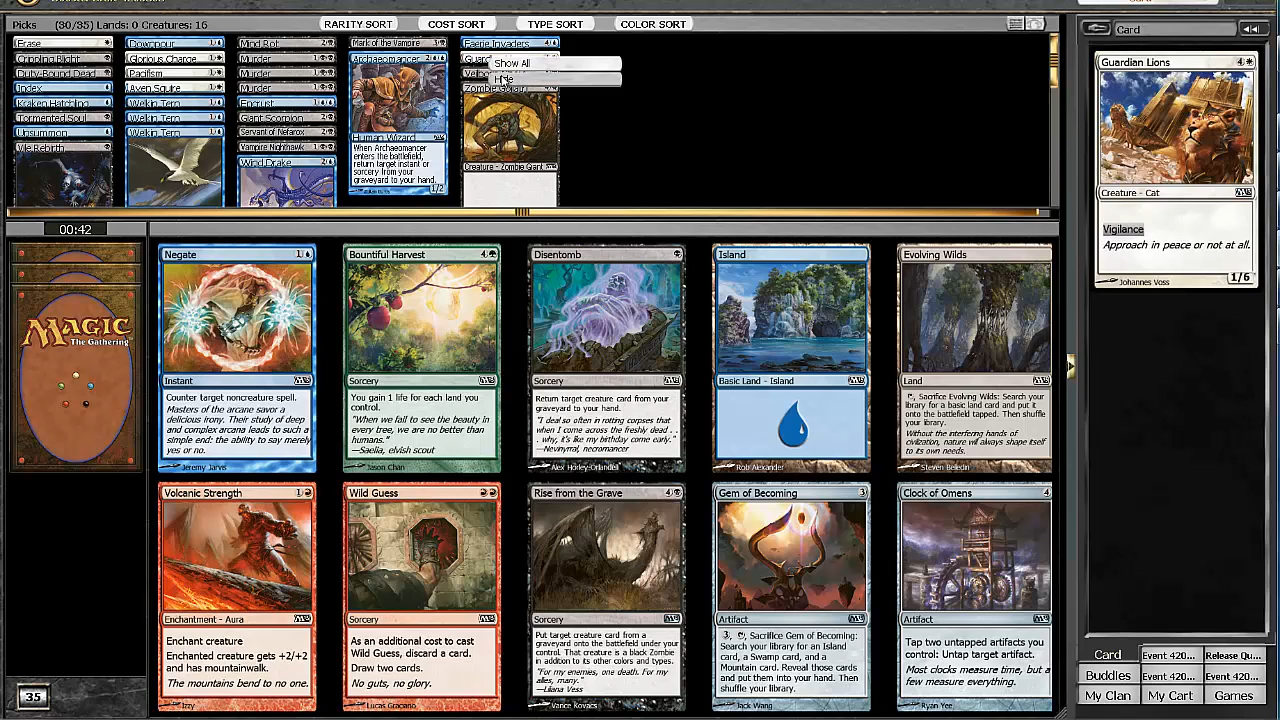 Picks (30/35) Lands: 0 Creatures: 16
RARITY SORT
COST SORT
TYPE SORT
COLOR SORT
Erase
Crippling Blight
Duty-Bound Dead
Index
Kraken Hatchling
Tormented Soul
Unsummon
Vile Rebirth
Downpour
Glorious Charge
Pacifism
Aven Squire
Welkin Tern
Welkin Tern
Welkin Tern
Mind Rot
Murder
Murder
Murder
Encrust
Giant Scorpion
Servant of Nefarox
Vampire Nighthawk
Wind Drake
Mark of the Vampire
Archaeomancer
Human Wizard
When Archaeomancer
enters the battlefield,
return target instant or
sorcery from your
graveyard to your hand.
1/2
Faerie Invaders
Show All
Hide
Zombie Goliath
Creature - Zombie Giant
Card
Guardian Lions 4
Creature - Cat
Vigilance
Approach in peace or not at all.
1/6
Johannes Voss
00:42
MAGIC
The Gathering
35
Negate 1
Instant
Counter target noncreature spell.
Masters of the arcane savor a
delicious irony. Their study of deep
and complex arcana leads to such a
simple end: the ability to say merely
yes or no.
Jeremy Jarvis
Bountiful Harvest 4
Sorcery
You gain 1 life for each land you
control.
"When we fail to see the beauty in
every tree, we are no better than
humans."
—Saelia, elvish scout
Jason Chan
Disentomb
Sorcery
Return target creature card from your
graveyard to your hand.
"I deal so often in rotting corpses that
when I come across the freshly dead . .
. why, it's like my birthday come early."
—Nevinyrral, necromancer
Alex Horley-Orlandelli
Island
Basic Land - Island
Rob Alexander
Evolving Wilds
Land
, Sacrifice Evolving Wilds: Search your
library for a basic land card and put it
onto the battlefield tapped. Then shuffle
your library.
Without the interfering hands of
civilization, nature will always shape itself
to its own needs.
Steven Belledin
Volcanic Strength 1
Enchantment - Aura
Enchant creature
Enchanted creature gets +2/+2
and has mountainwalk.
The mountains bend to no one.
Izzy
Wild Guess
Sorcery
As an additional cost to cast
Wild Guess, discard a card.
Draw two cards.
No guts, no glory.
Lucas Graciano
Rise from the Grave 4
Sorcery
Put target creature card from a
graveyard onto the battlefield under your
control. That creature is a black Zombie
in addition to its other colors and types.
"For my enemies, one death. For my
allies, many."
—Liliana Vess
Vance Kovacs
Gem of Becoming 3
Artifact
3, , Sacrifice Gem of Becoming:
Search your library for an Island
card, a Swamp card, and a
Mountain card. Reveal those cards
and put them into your hand. Then
shuffle your library.
Jack Wang
Clock of Omens 4
Artifact
Tap two untapped artifacts you
control: Untap target artifact.
Most clocks measure time, but a
few measure everything.
Ryan Yee
Card
Event 420...
Release Qu...
Buddies
Event 420...
Event 420...
My Clan
My Cart
Games